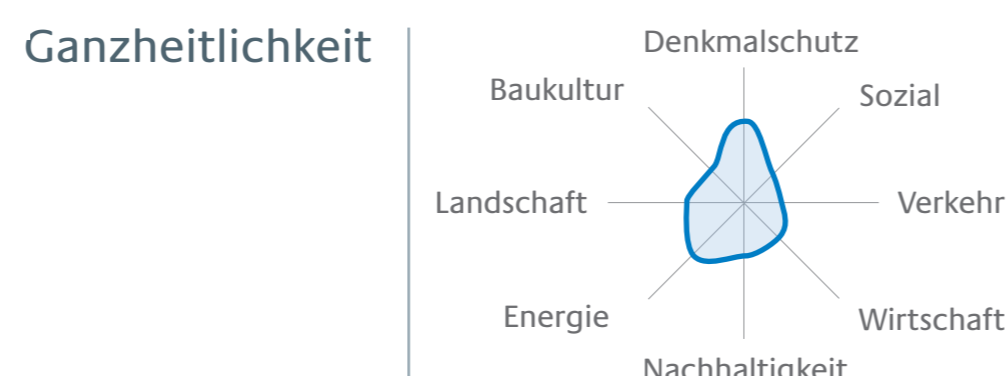 Ganzheitlichkeit
Denkmalschutz
Baukultur
Sozial
Landschaft
Verkehr
Energie
Wirtschaft
Nachhaltigkeit